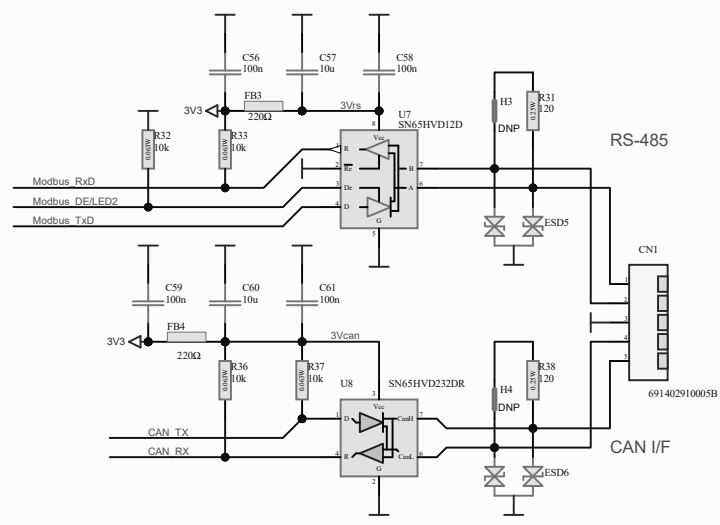 C56
100n
C57
10u
C58
100n
3V3
FB3
220Ω
3Vrs
U7
SN65HVD12D
H3
DNP
R31
120
0.25W
RS-485
R32
10k
0.063W
R33
10k
0.063W
8
Vcc
1 R
2 Re
3 De
4 D
B 7
A 6
G
5
Modbus_RxD
Modbus_DE/LED2
Modbus_TxD
ESD5
CN1
1
2
3
4
5
691402910005B
C59
100n
C60
10u
C61
100n
3V3
FB4
220Ω
3Vcan
R36
10k
0.063W
R37
10k
0.063W
U8
SN65HVD232DR
3
Vcc
1 D
4 R
CanH 7
CanL 6
G
2
H4
DNP
R38
120
0.25W
CAN_TX
CAN_RX
CAN I/F
ESD6